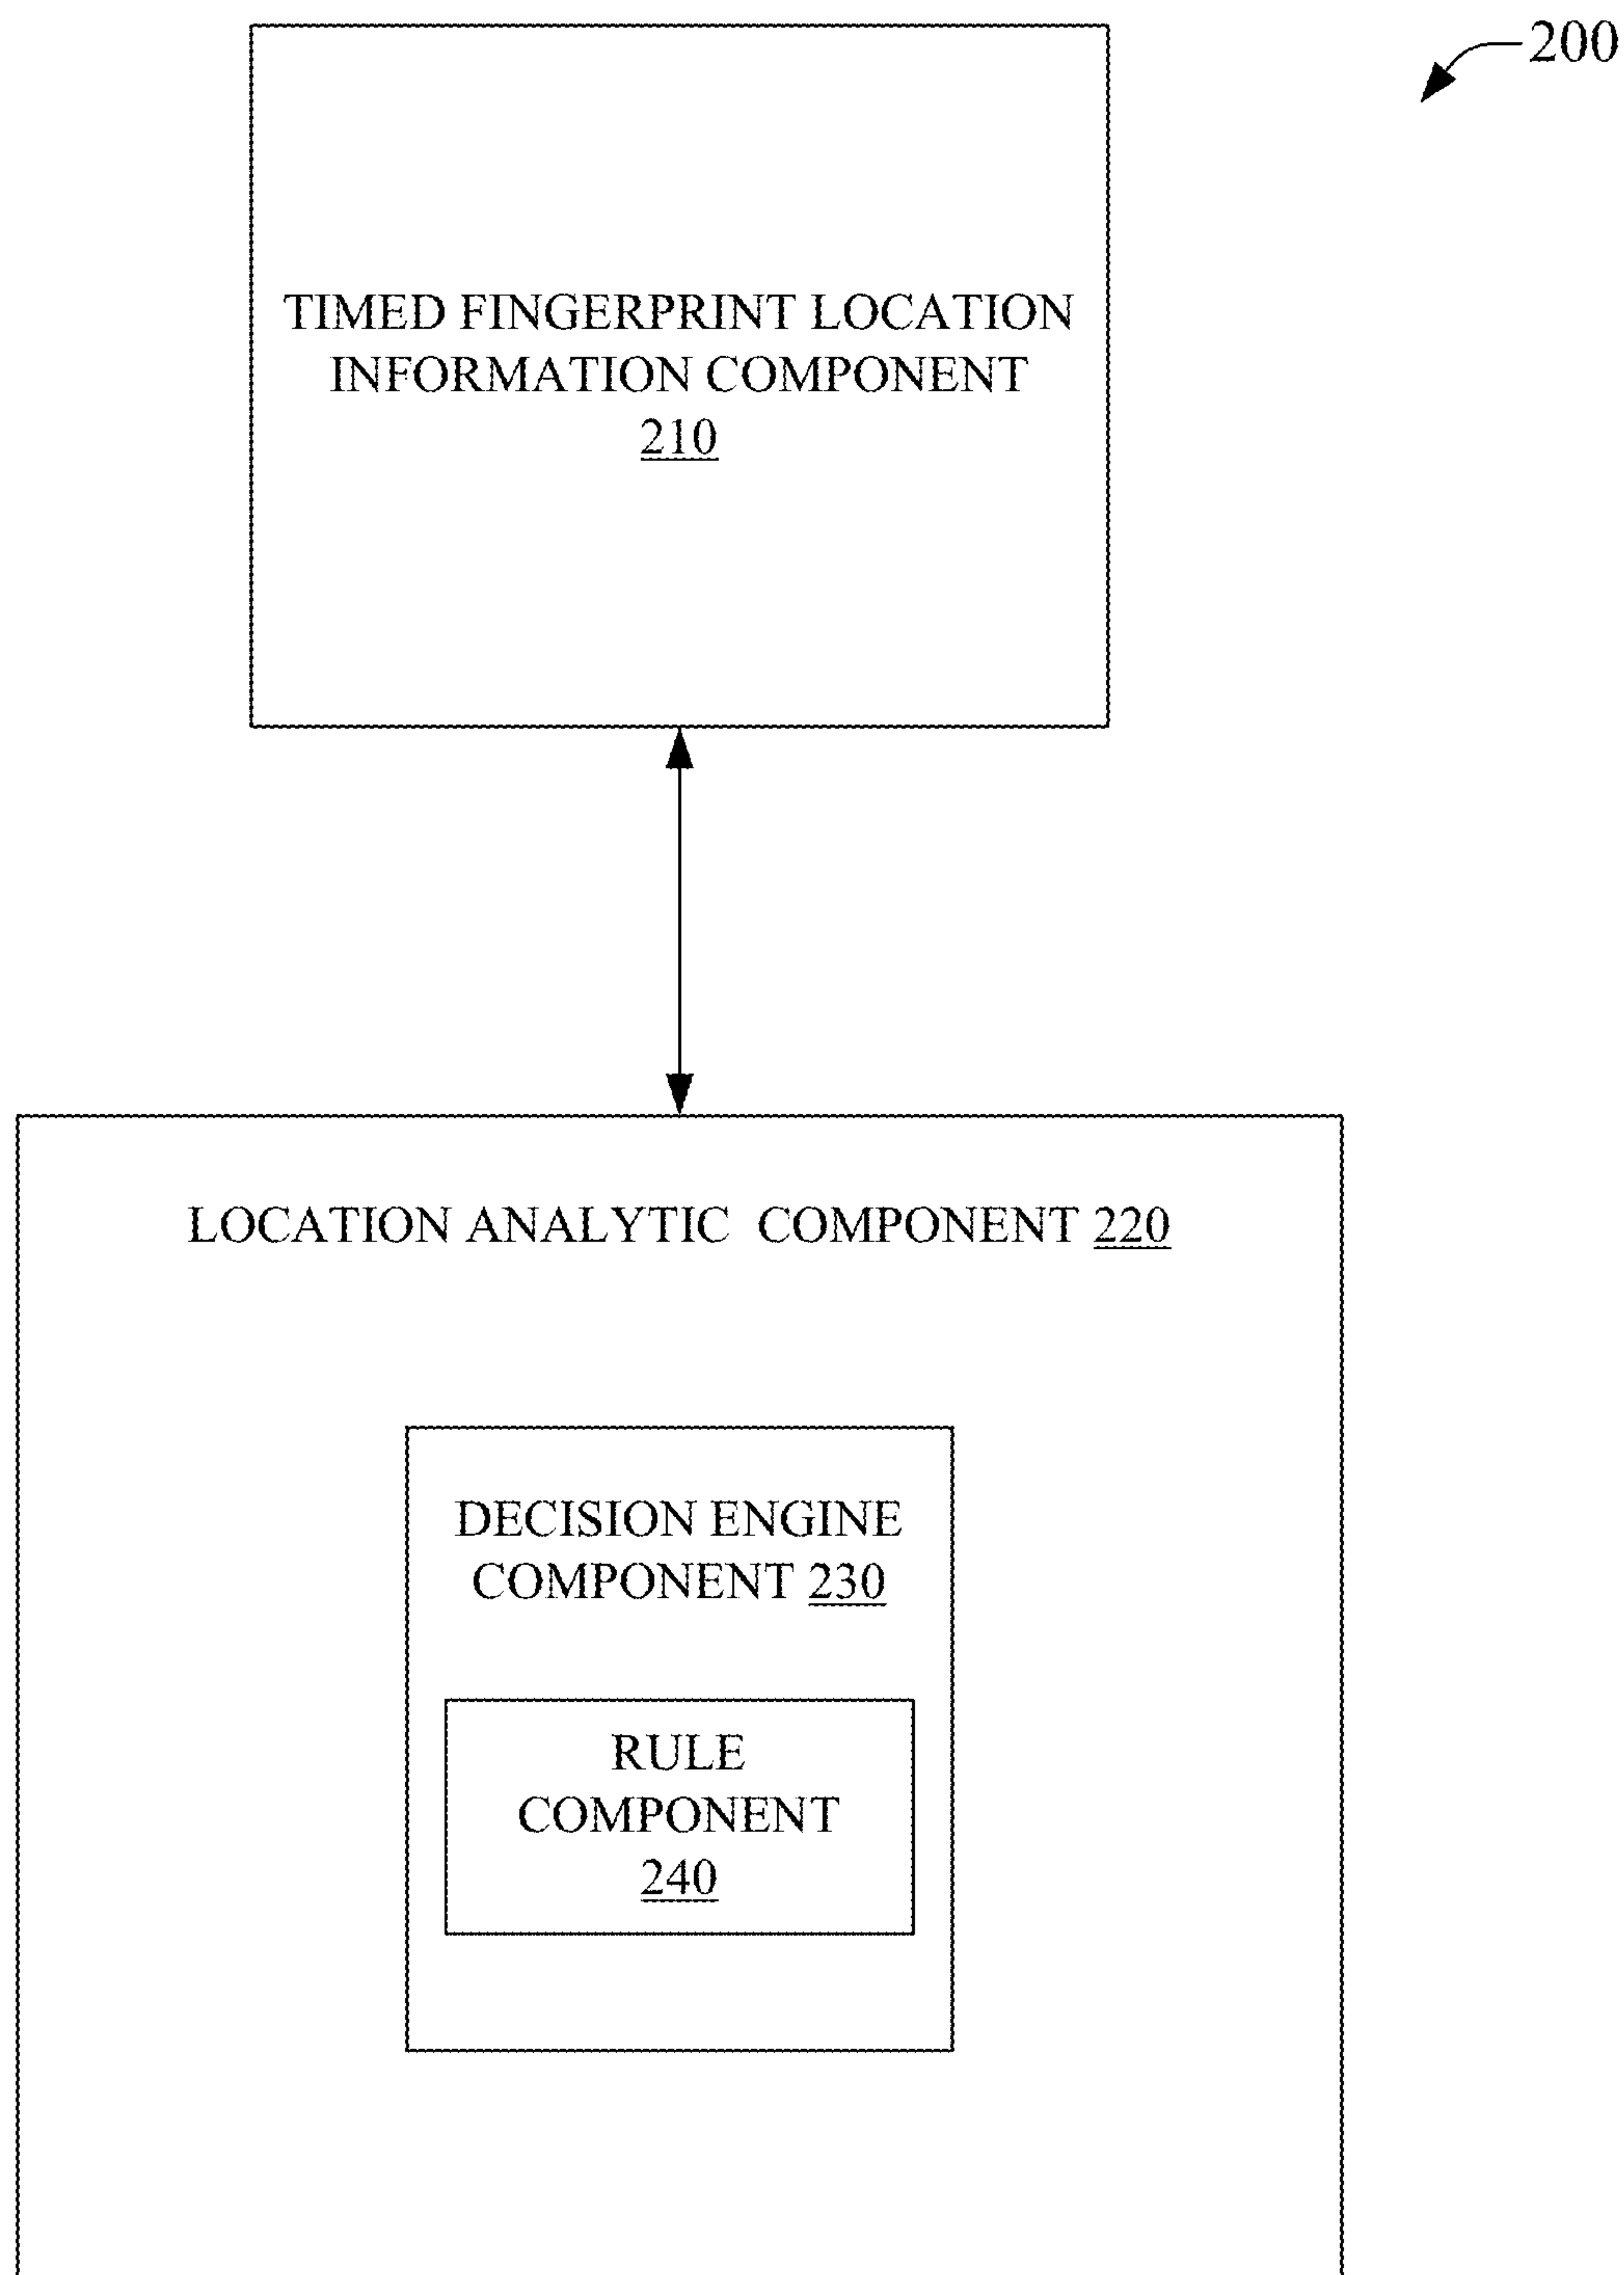 200
TIMED FINGERPRINT LOCATION
INFORMATION COMPONENT
210
LOCATION ANALYTIC COMPONENT 220
DECISION ENGINE
COMPONENT 230
RULE
COMPONENT
240